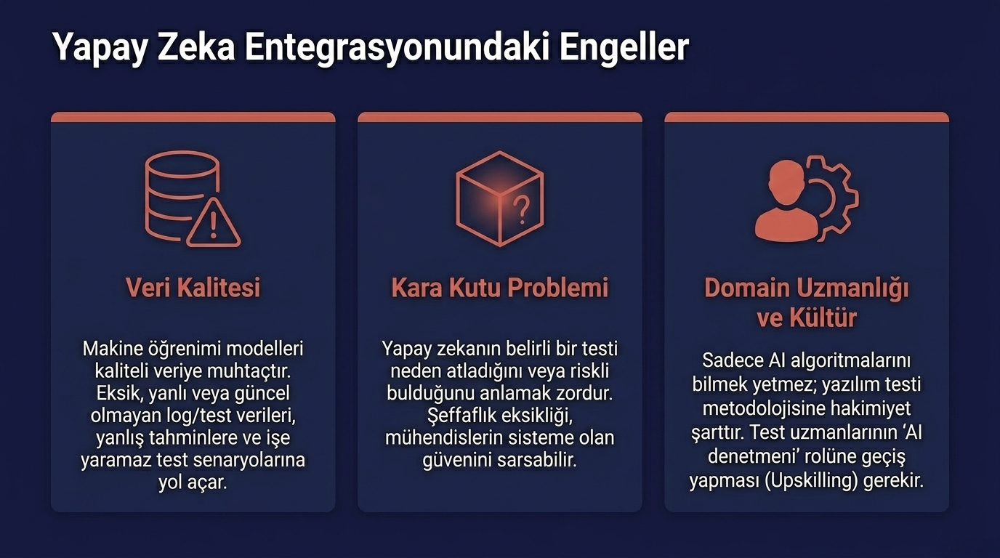 Yapay Zeka Entegrasyonundaki Engeller
?
Veri Kalitesi
Makine öğrenimi modelleri
kaliteli veriye muhtaçtır.
Eksik, yanlı veya güncel
olmayan log/test verileri,
yanlış tahminlere ve işe
yaramaz test senaryolarına
yol açar.
Kara Kutu Problemi
Yapay zekanın belirli bir testi
neden atladığını veya riskli
bulduğunu anlamak zordur.
Şeffaflık eksikliği,
mühendislerin sisteme olan
güvenini sarsabilir.
Domain Uzmanlığı
ve Kültür
Sadece AI algoritmalarını
bilmek yetmez; yazılım testi
metodolojisine hakimiyet
şarttır. Test uzmanlarının ‘AI
denetmeni’ rolüne geçiş
yapması (Upskilling) gerekir.